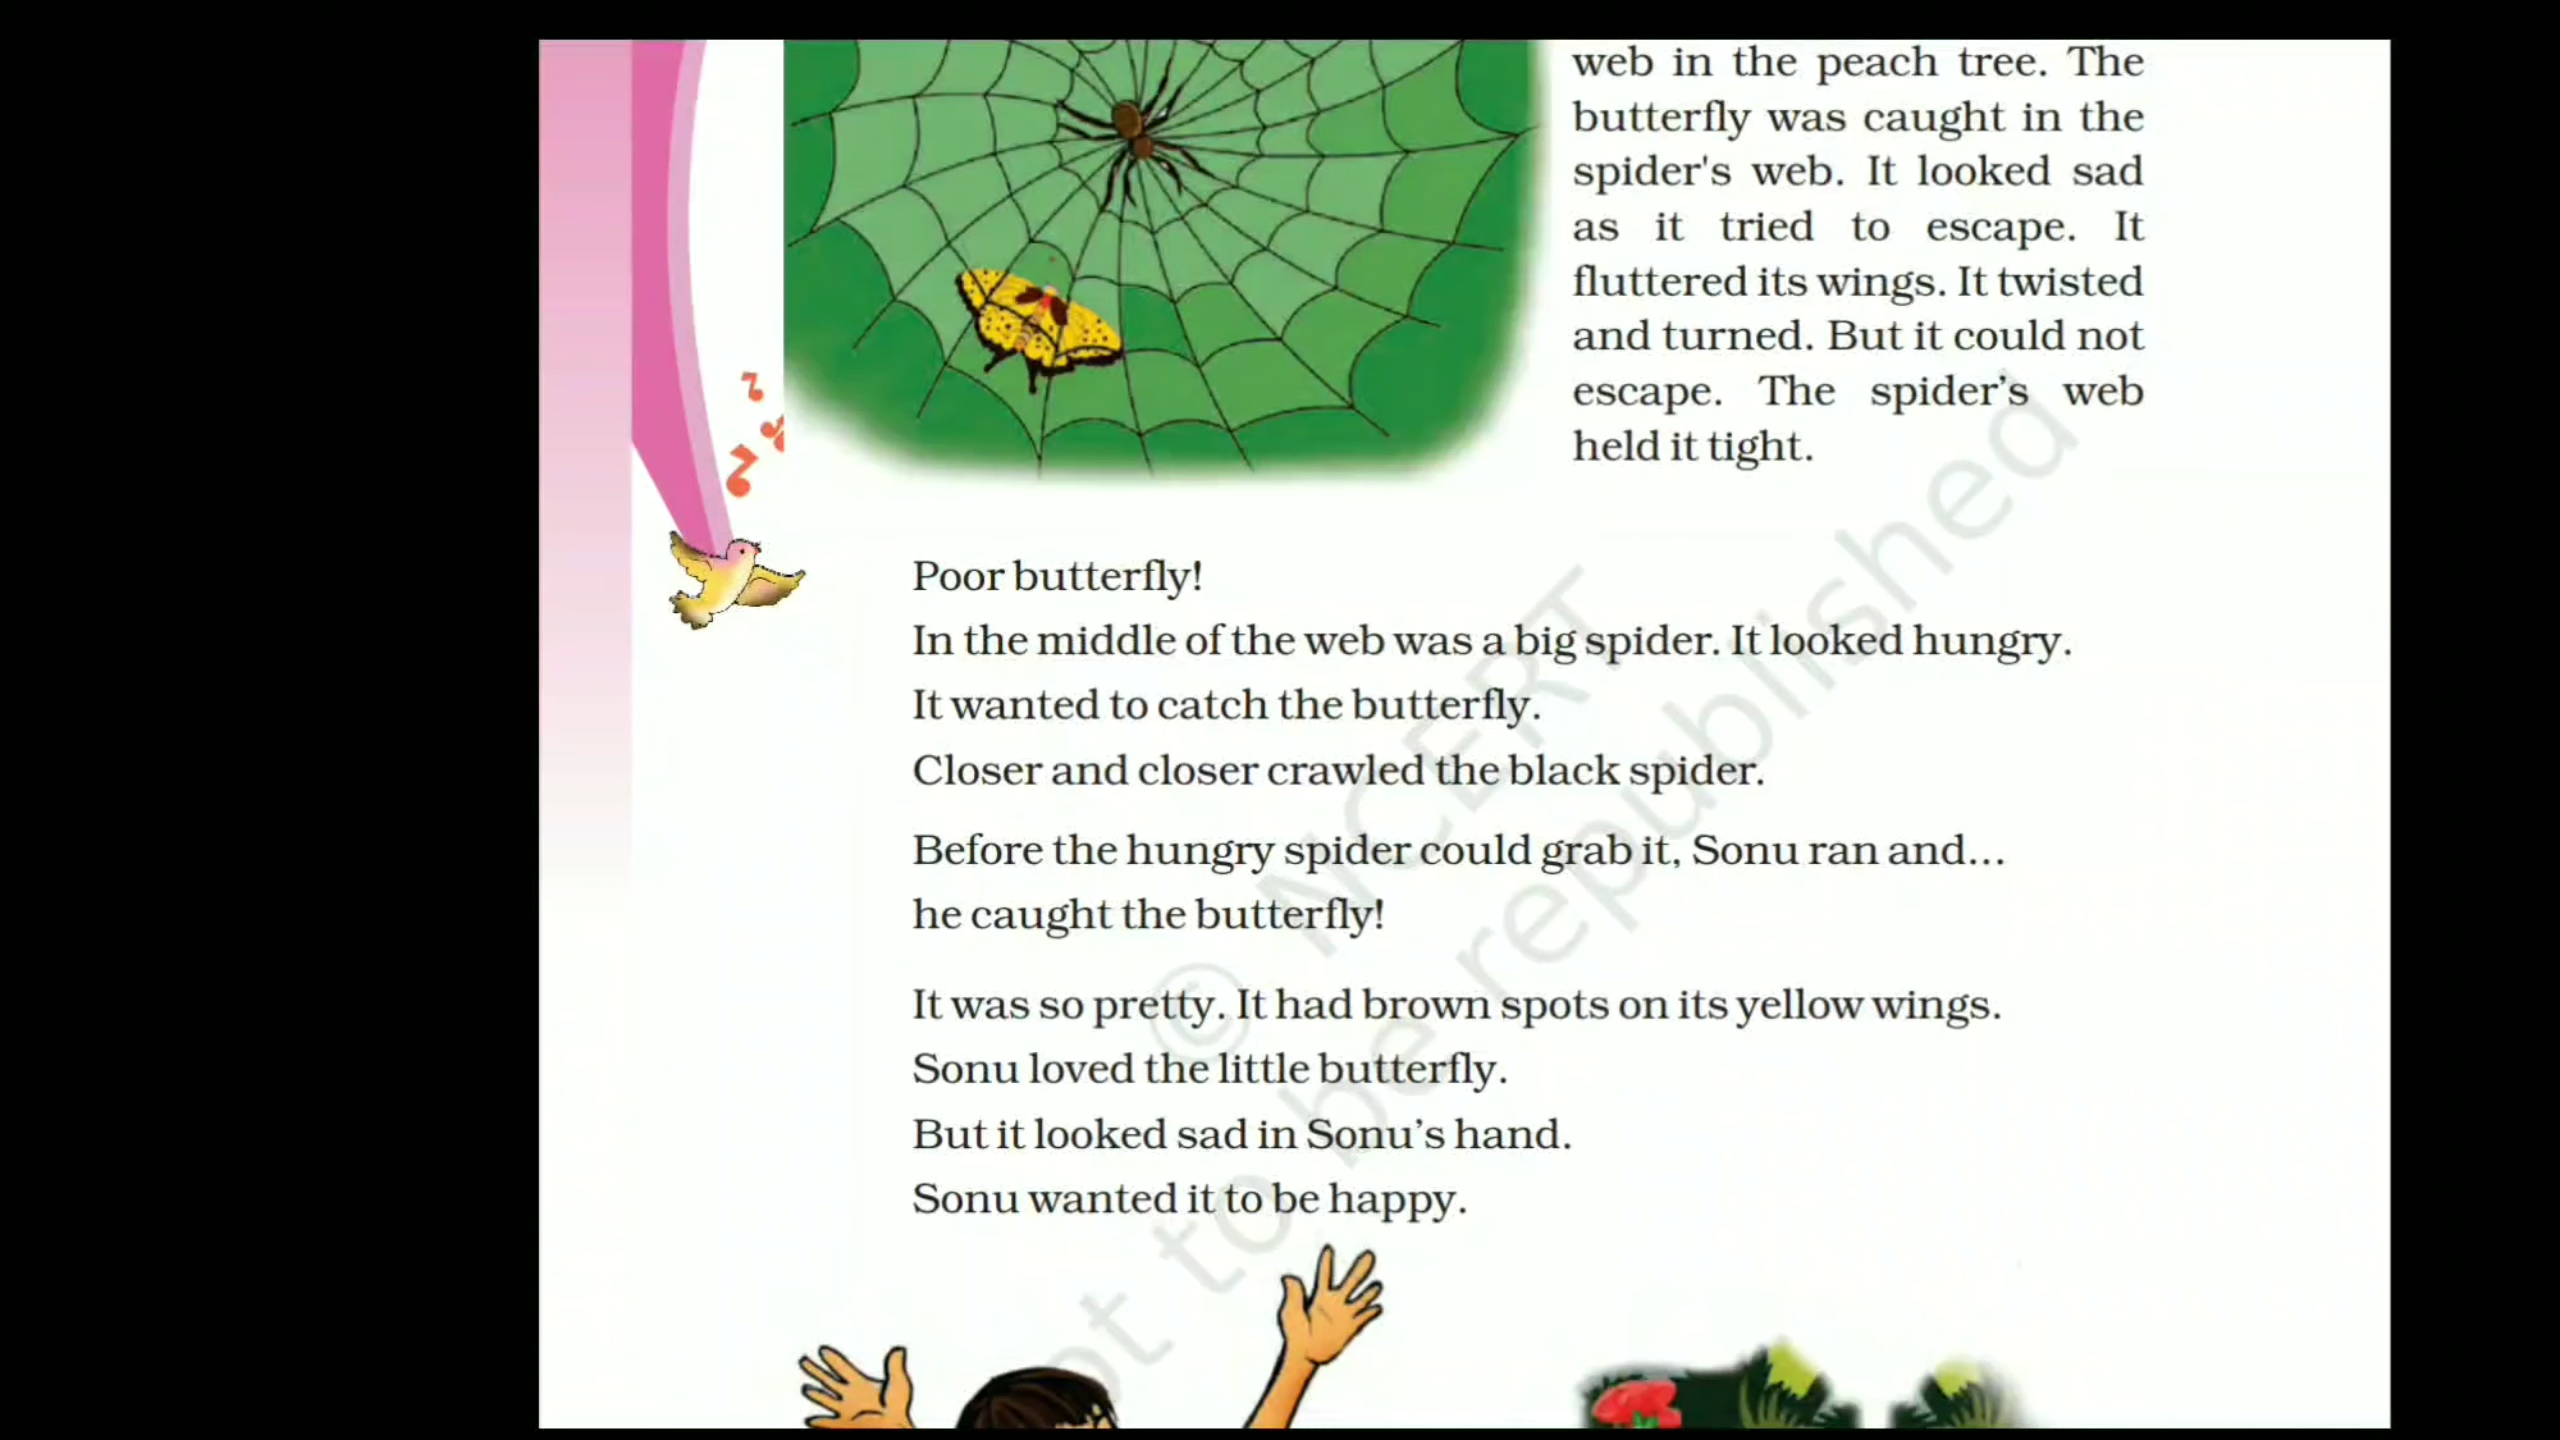 web in the peach tree. The
butterfly was caught in the
spider's web. It looked sad
as it tried to escape. It
fluttered its wings. It twisted
and turned. But it could not
escape. The spider’s web
held it tight.
Poor butterfly!
In the middle of the web was a big spider. It looked hungry.
It wanted to catch the butterfly.
Closer and closer crawled the black spider.
Before the hungry spider could grab it, Sonu ran and...
he caught the butterfly!
It was so pretty. It had brown spots on its yellow wings.
Sonu loved the little butterfly.
But it looked sad in Sonu’s hand.
Sonu wanted it to be happy.
© NCERT
to be republished